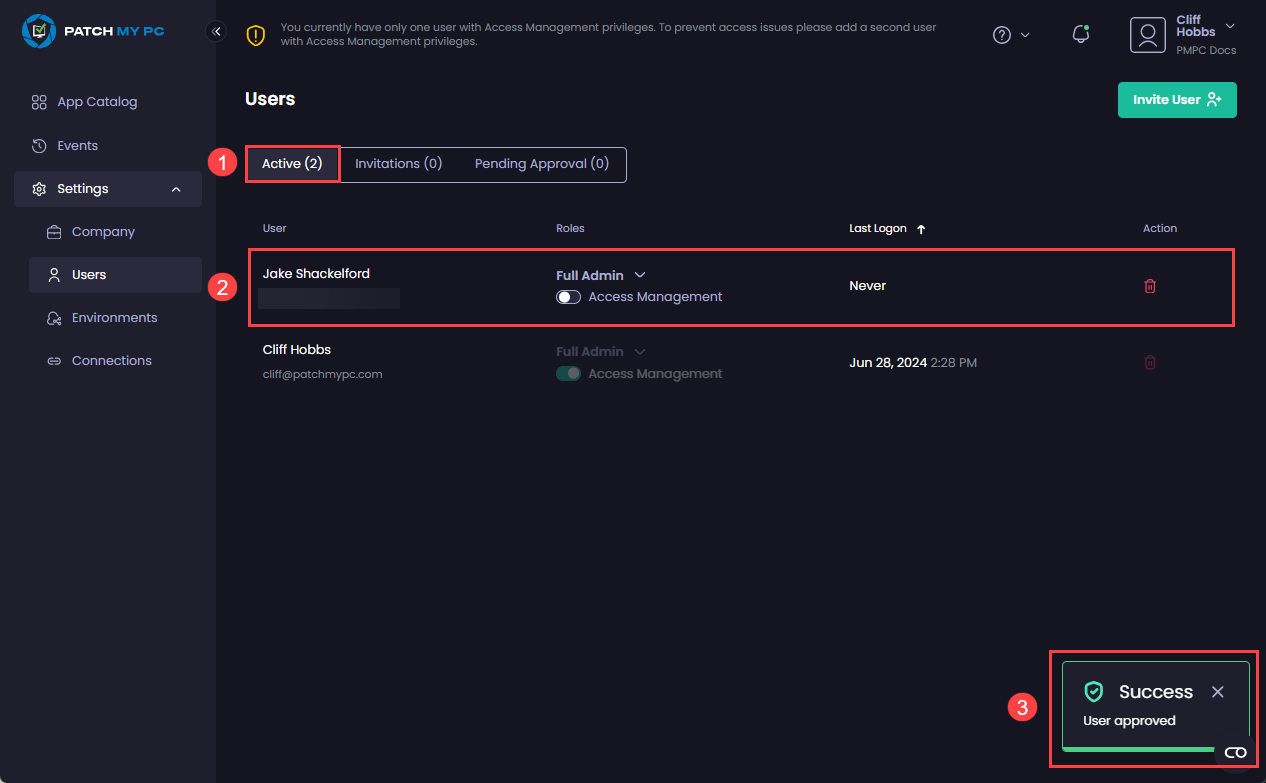 PATCH MY PC
You currently have only one user with Access Management privileges. To prevent access issues please add a second user
with Access Management privileges.
Cliff
Hobbs
PMPC Docs
App Catalog
Events
Settings
Company
Users
Environments
Connections
Users
Invite User
1
Active (2)
Invitations (0)
Pending Approval (0)
User
Roles
Last Logon
Action
2
Jake Shackelford
Full Admin
Access Management
Never
Cliff Hobbs
cliff@patchmypc.com
Full Admin
Access Management
Jun 28, 2024 2:28 PM
3
Success
User approved